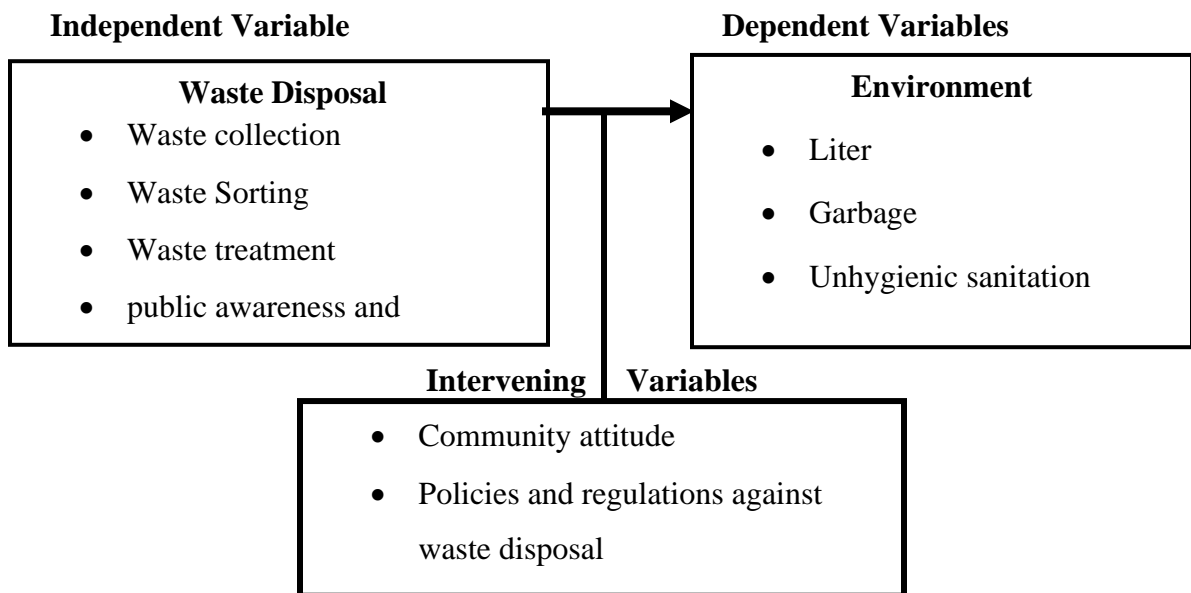 Independent Variable
Dependent Variables
Waste Disposal
• Waste collection
• Waste Sorting
• Waste treatment
• public awareness and
Environment
• Liter
• Garbage
• Unhygienic sanitation
Intervening Variables
• Community attitude
• Policies and regulations against
waste disposal